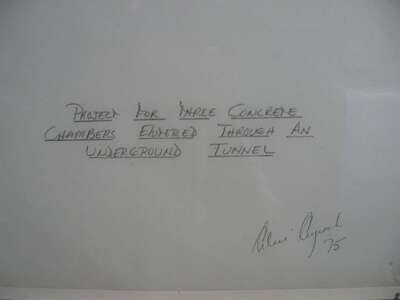 PROJECT FOR THREE CONCRETE
CHAMBERS ENTERED THROUGH AN
UNDERGROUND TUNNEL
75